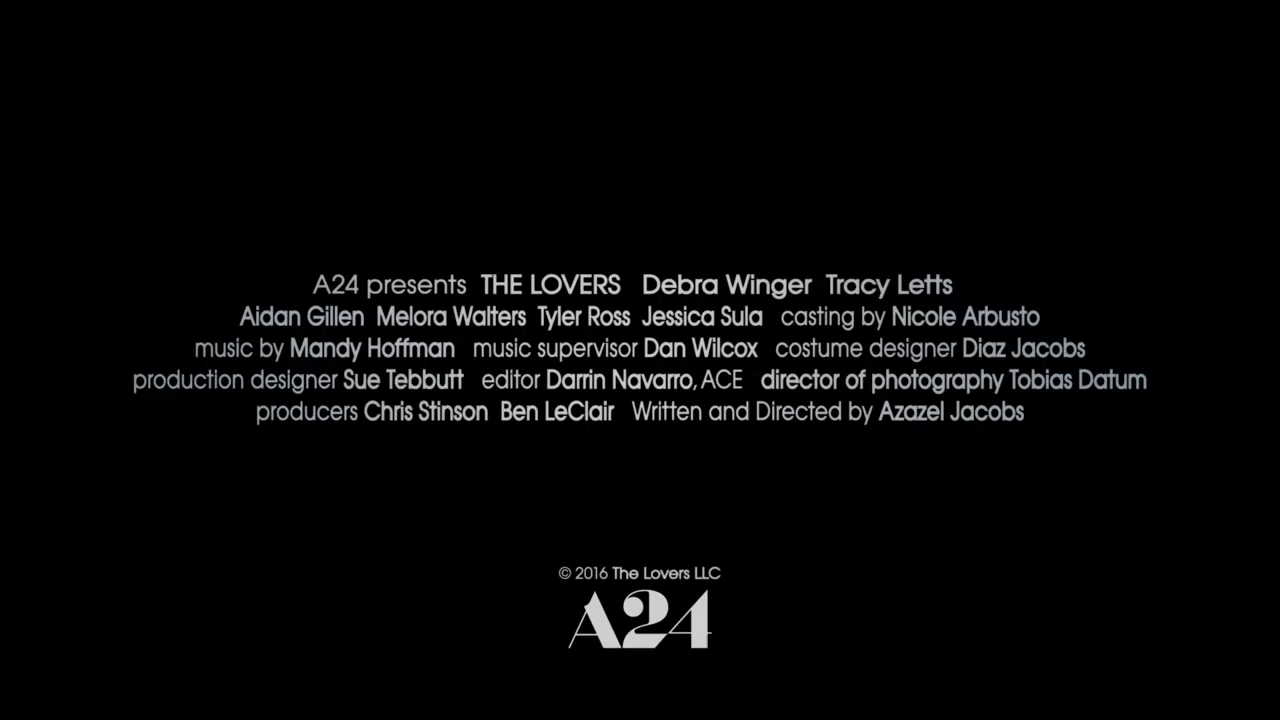 A24 presents THE LOVERS Debra Winger Tracy Letts
Aidan Gillen Melora Walters Tyler Ross Jessica Sula casting by Nicole Arbusto
music by Mandy Hoffman music supervisor Dan Wilcox costume designer Diaz Jacobs
production designer Sue Tebbutt editor Darrin Navarro, ACE director of photography Tobias Datum
producers Chris Stinson Ben LeClair Written and Directed by Azazel Jacobs
© 2016 The Lovers LLC
A24